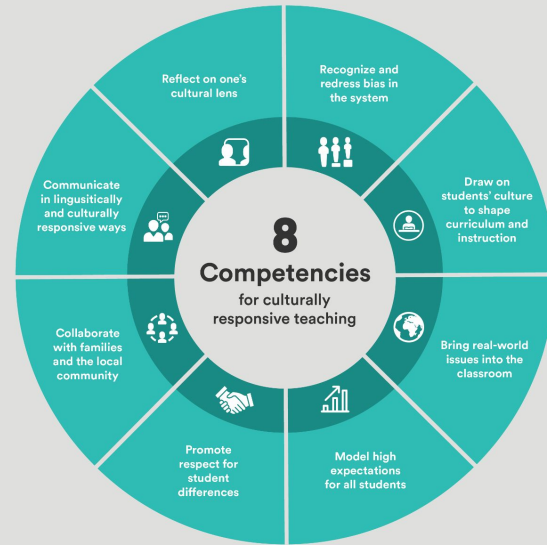 8
Competencies
for culturally
responsive teaching
Reflect on one's
cultural lens
Recognize and
redress bias in
the system
Draw on
students' culture
to shape
curriculum and
instruction
Bring real-world
issues into the
classroom
Model high
expectations
for all students
Promote
respect for
student
differences
Collaborate
with families
and the local
community
Communicate
in lingusitically
and culturally
responsive ways